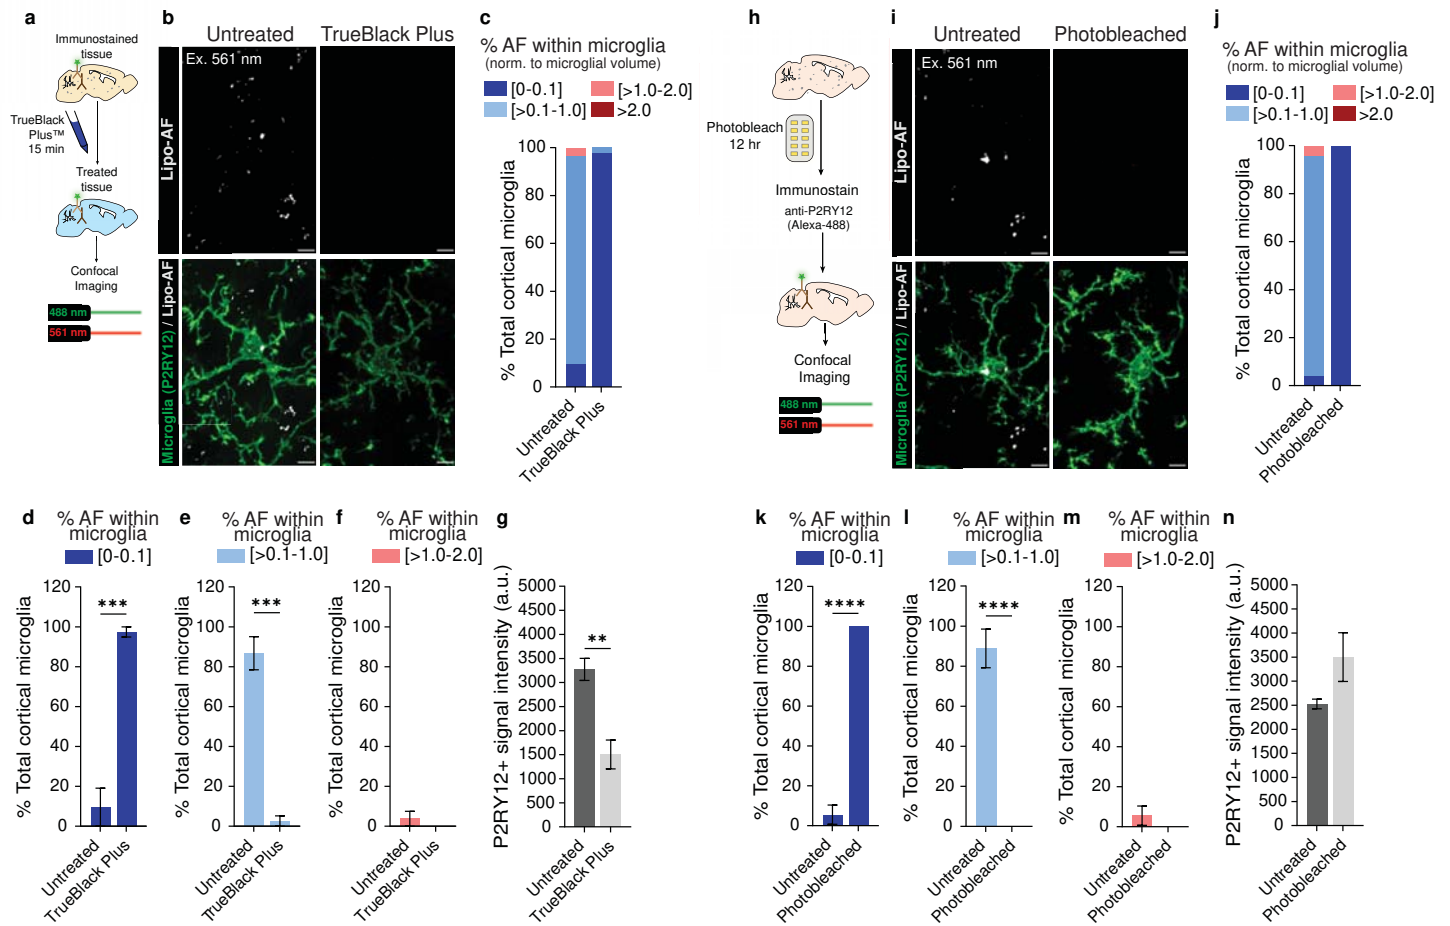 a
Immunostained
tissue
TrueBlack
Plus™
15 min
Treated
tissue
Confocal
Imaging
488 nm
561 nm
b
Untreated
TrueBlack Plus
Ex. 561 nm
Lipo-AF
Microglia (P2RY12) / Lipo-AF
c
% AF within microglia
(norm. to microglial volume)
[0-0.1]
[>1.0-2.0]
[>0.1-1.0]
>2.0
% Total cortical microglia
100
80
60
40
20
0
Untreated
TrueBlack Plus
h
Photobleach
12 hr
Immunostain
anti-P2RY12
(Alexa-488)
Confocal
Imaging
488 nm
561 nm
i
Untreated
Photobleached
Ex. 561 nm
Lipo-AF
Microglia (P2RY12) / Lipo-AF
j
% AF within microglia
(norm. to microglial volume)
[0-0.1]
[>1.0-2.0]
[>0.1-1.0]
>2.0
% Total cortical microglia
100
80
60
40
20
0
Untreated
Photobleached
d
% AF within
microglia
[0-0.1]
% Total cortical microglia
120
100
80
60
40
20
0
***
Untreated
TrueBlack Plus
e
% AF within
microglia
[>0.1-1.0]
% Total cortical microglia
120
100
80
60
40
20
0
***
Untreated
TrueBlack Plus
f
% AF within
microglia
[>1.0-2.0]
% Total cortical microglia
120
100
80
60
40
20
0
Untreated
TrueBlack Plus
g
P2RY12+ signal intensity (a.u.)
5000
4500
4000
3500
3000
2500
2000
1500
1000
500
0
**
Untreated
TrueBlack Plus
k
% AF within
microglia
[0-0.1]
% Total cortical microglia
120
100
80
60
40
20
0
****
Untreated
Photobleached
l
% AF within
microglia
[>0.1-1.0]
% Total cortical microglia
120
100
80
60
40
20
0
****
Untreated
Photobleached
m
% AF within
microglia
[>1.0-2.0]
% Total cortical microglia
120
100
80
60
40
20
0
Untreated
Photobleached
n
P2RY12+ signal intensity (a.u.)
5000
4500
4000
3500
3000
2500
2000
1500
1000
500
0
Untreated
Photobleached